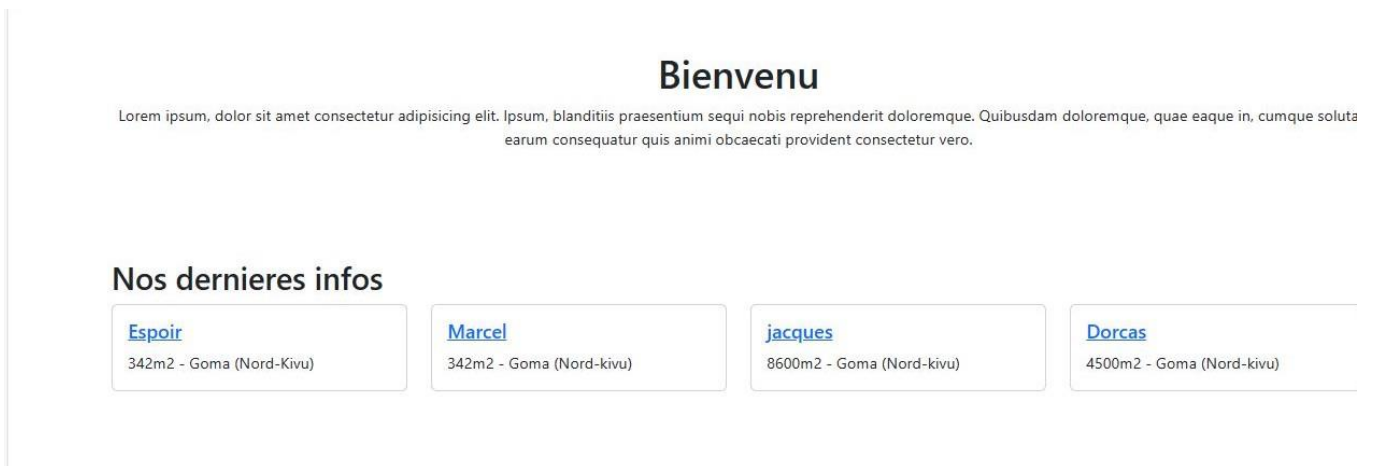 Bienvenu
Lorem ipsum, dolor sit amet consectetur adipisicing elit. Ipsum, blanditiis praesentium sequi nobis reprehenderit doloremque. Quibusdam doloremque, quae eaque in, cumque soluta
earum consequatur quis animi obcaecati provident consectetur vero.
Nos dernieres infos
Espoir
342m2 - Goma (Nord-Kivu)
Marcel
342m2 - Goma (Nord-kivu)
jacques
8600m2 - Goma (Nord-kivu)
Dorcas
4500m2 - Goma (Nord-kivu)